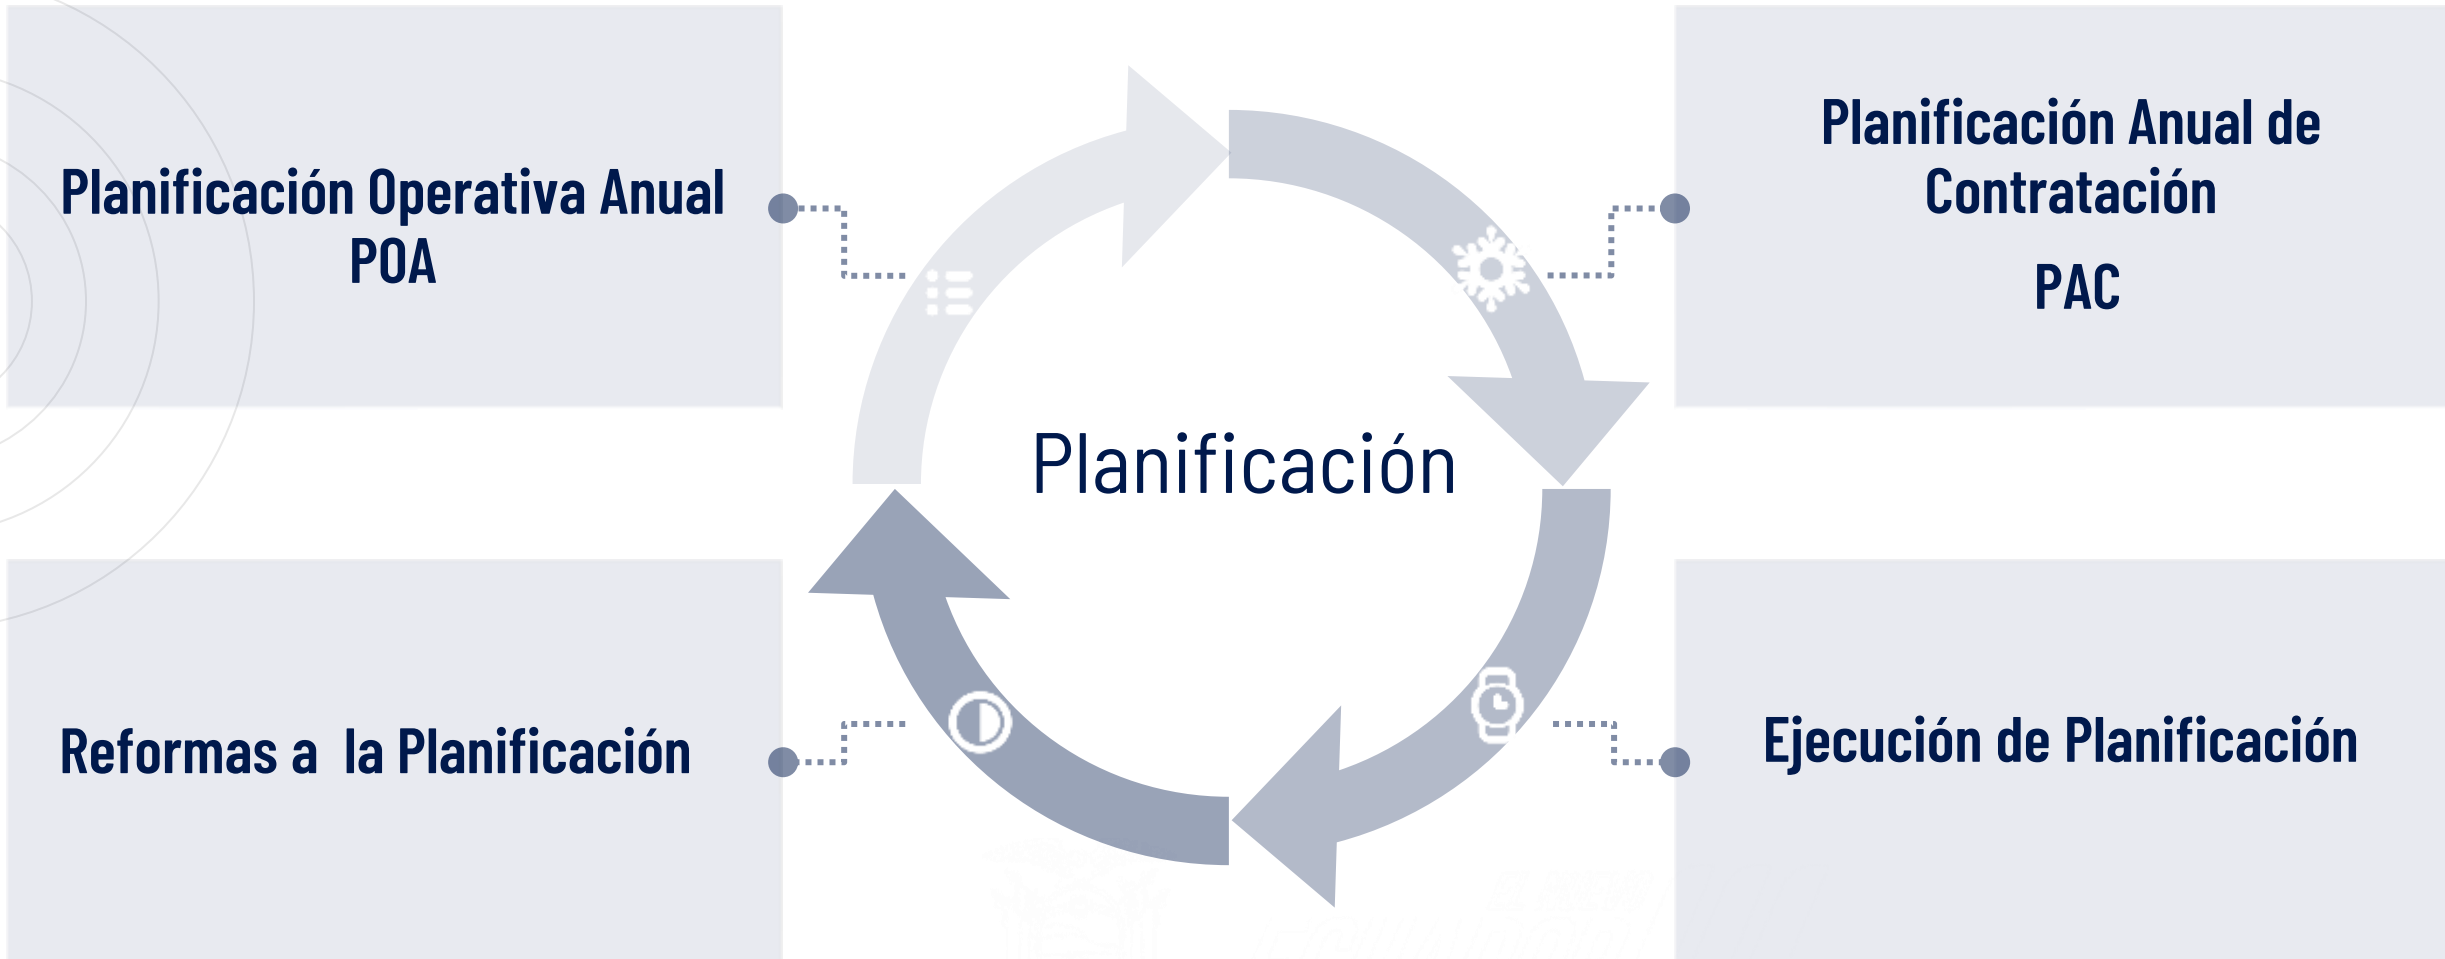 Planificación Operativa Anual
POA
Planificación Anual de
Contratación
PAC
Planificación
Reformas a  la Planificación
Ejecución de Planificación